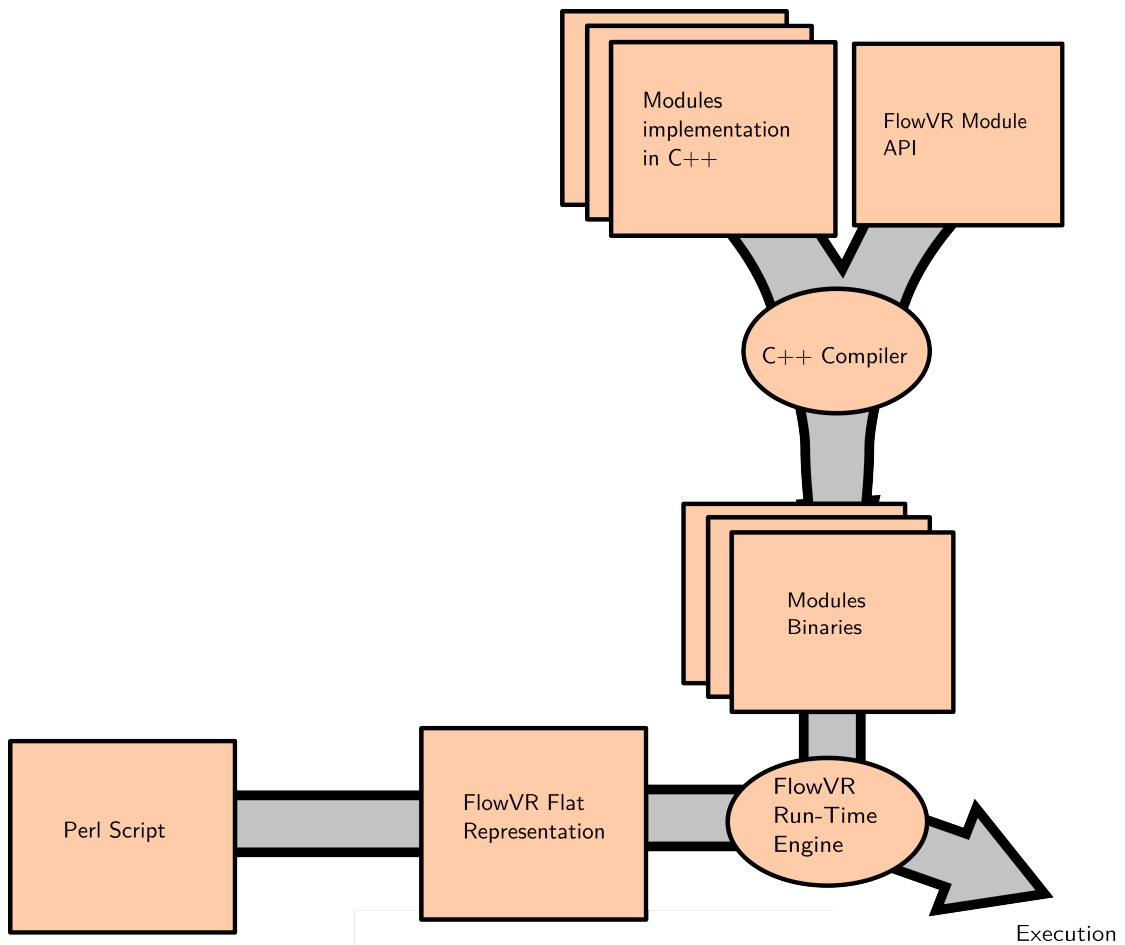 Modules
implementation
in C++
FlowVR Module
API
C++ Compiler
Modules
Binaries
Perl Script
FlowVR Flat
Representation
FlowVR
Run-Time
Engine
Execution